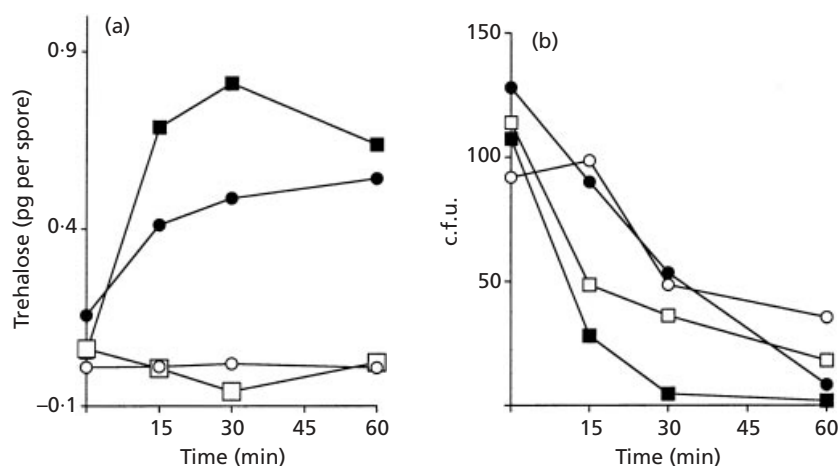 (a)
0·9
0·4
−0·1
Trehalose (pg per spore)
15 30 45 60
Time (min)
(b)
150
100
50
c.f.u.
15 30 45 60
Time (min)